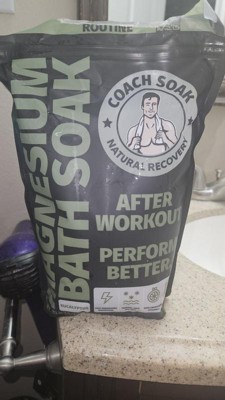 ROUTINE
MAGNESIUM
BATH SOAK
COACH SOAK
NATURAL RECOVERY
AFTER
WORKOUT
PERFORM
BETTER